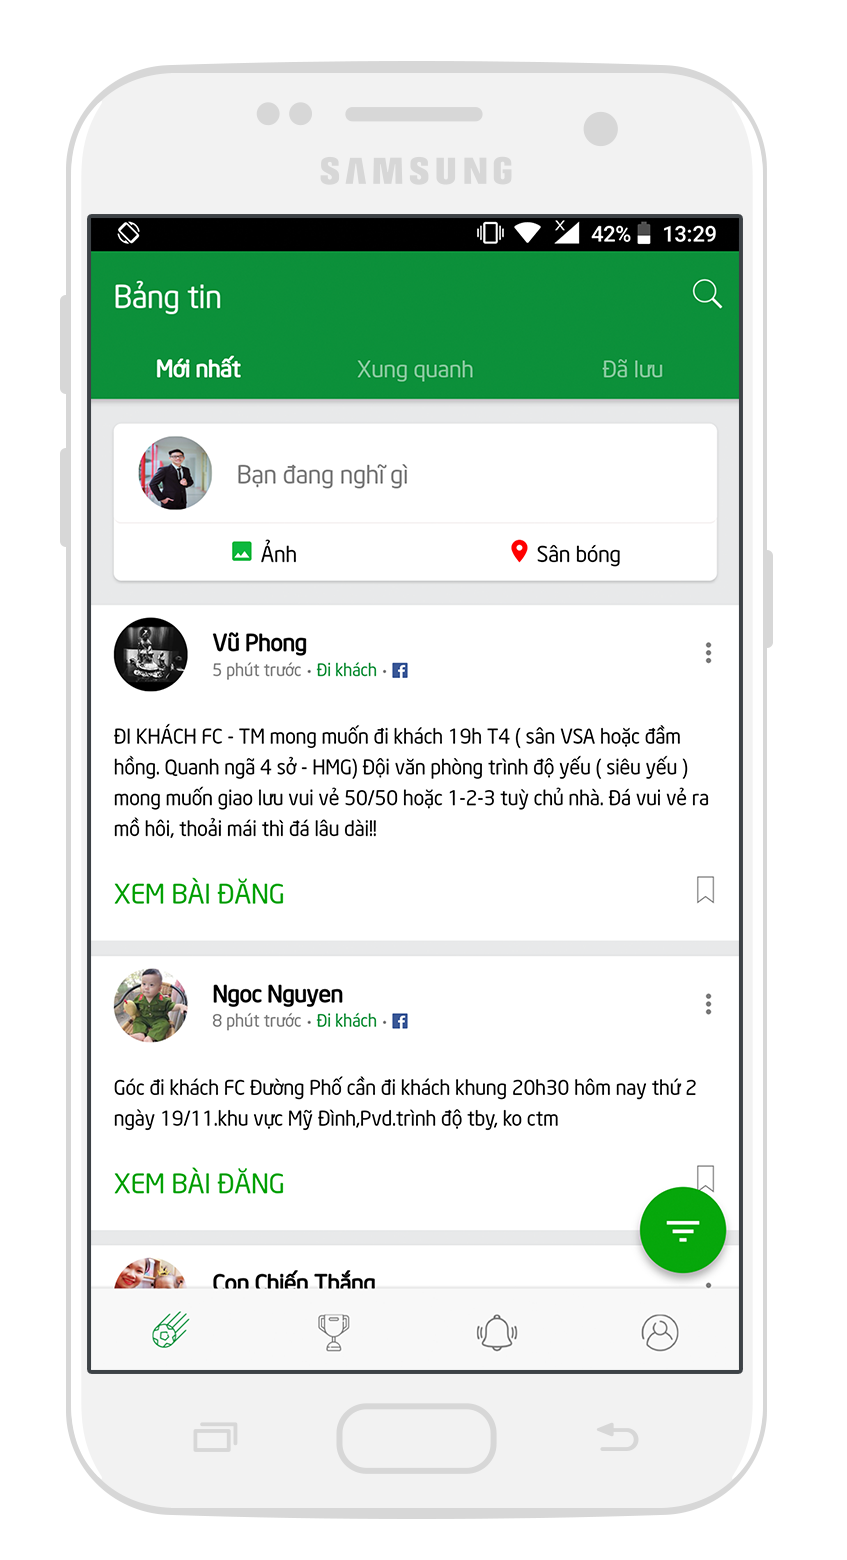 SAMSUNG
X
42% 13:29
Bảng tin
Mới nhất Xung quanh Đã lưu
Bạn đang nghĩ gì
Ảnh Sân bóng
Vũ Phong
5 phút trước • Đi khách •
ĐI KHÁCH FC - TM mong muốn đi khách 19h T4 ( sân VSA hoặc đầm
hồng. Quanh ngã 4 sở - HMG) Đội văn phòng trình độ yếu ( siêu yếu )
mong muốn giao lưu vui vẻ 50/50 hoặc 1-2-3 tuỳ chủ nhà. Đá vui vẻ ra
mồ hôi, thoải mái thì đá lâu dài!!
XEM BÀI ĐĂNG
Ngoc Nguyen
8 phút trước • Đi khách •
Góc đi khách FC Đường Phố cần đi khách khung 20h30 hôm nay thứ 2
ngày 19/11.khu vực Mỹ Đình,Pvd.trình độ tby, ko ctm
XEM BÀI ĐĂNG
Con Chiến Thắng